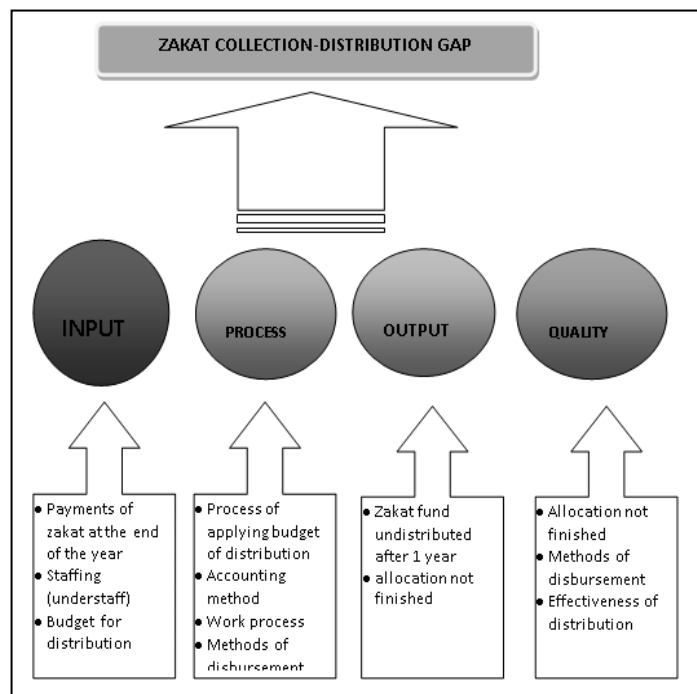 ZAKAT COLLECTION-DISTRIBUTION GAP
INPUT
PROCESS
OUTPUT
QUALITY
● Payments of
zakat at the end
of the year
● Staffing
(understaff)
● Budget for
distribution
● Process of
applying budget
of distribution
● Accounting
method
● Work process
● Methods of
disbursement
● Zakat fund
undistributed
after 1 year
● allocation not
finished
● Allocation not
finished
● Methods of
disbursement
● Effectiveness of
distribution